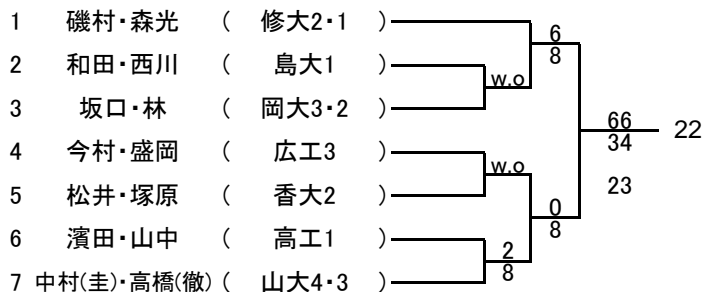 1 磯村・森光 ( 修大2・1 )
6
8
2 和田・西川 ( 島大1 )
w.o
3 坂口・林 ( 岡大3・2 )
66
34
22
4 今村・盛岡 ( 広工3 )
w.o
23
5 松井・塚原 ( 香大2 )
0
8
6 濱田・山中 ( 高工1 )
2
8
7 中村(圭)・高橋(徹) ( 山大4・3 )